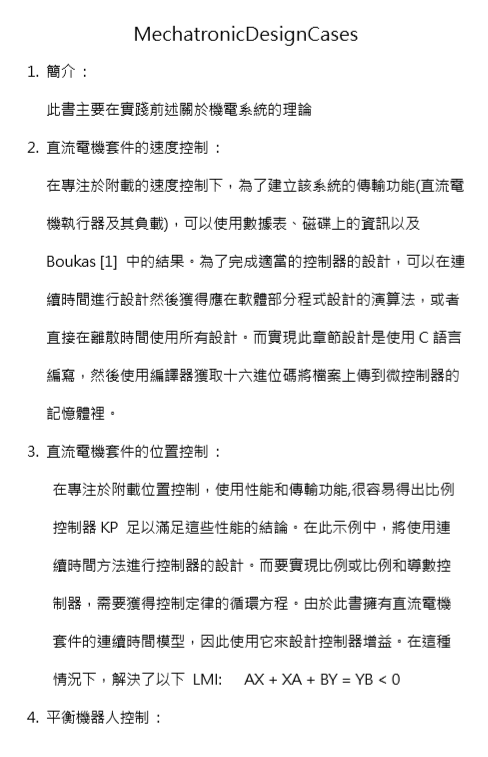 MechatronicDesignCases
1. 簡介：
此書主要在實踐前述關於機電系統的理論
2. 直流電機套件的速度控制：
在專注於附載的速度控制下，為了建立該系統的傳輸功能(直流電
機執行器及其負載)，可以使用數據表、磁碟上的資訊以及
Boukas [1] 中的結果。為了完成適當的控制器的設計，可以在連
續時間進行設計然後獲得應在軟體部分程式設計的演算法，或者
直接在離散時間使用所有設計。而實現此章節設計是使用 C 語言
編寫，然後使用編譯器獲取十六進位碼將檔案上傳到微控制器的
記憶體裡。
3. 直流電機套件的位置控制：
在專注於附載位置控制，使用性能和傳輸功能,很容易得出比例
控制器 KP 足以滿足這些性能的結論。在此示例中，將使用連
續時間方法進行控制器的設計。而要實現比例或比例和導數控
制器，需要獲得控制定律的循環方程。由於此書擁有直流電機
套件的連續時間模型，因此使用它來設計控制器增益。在這種
情況下，解決了以下 LMI: AX + XA + BY = YB < 0
4. 平衡機器人控制：